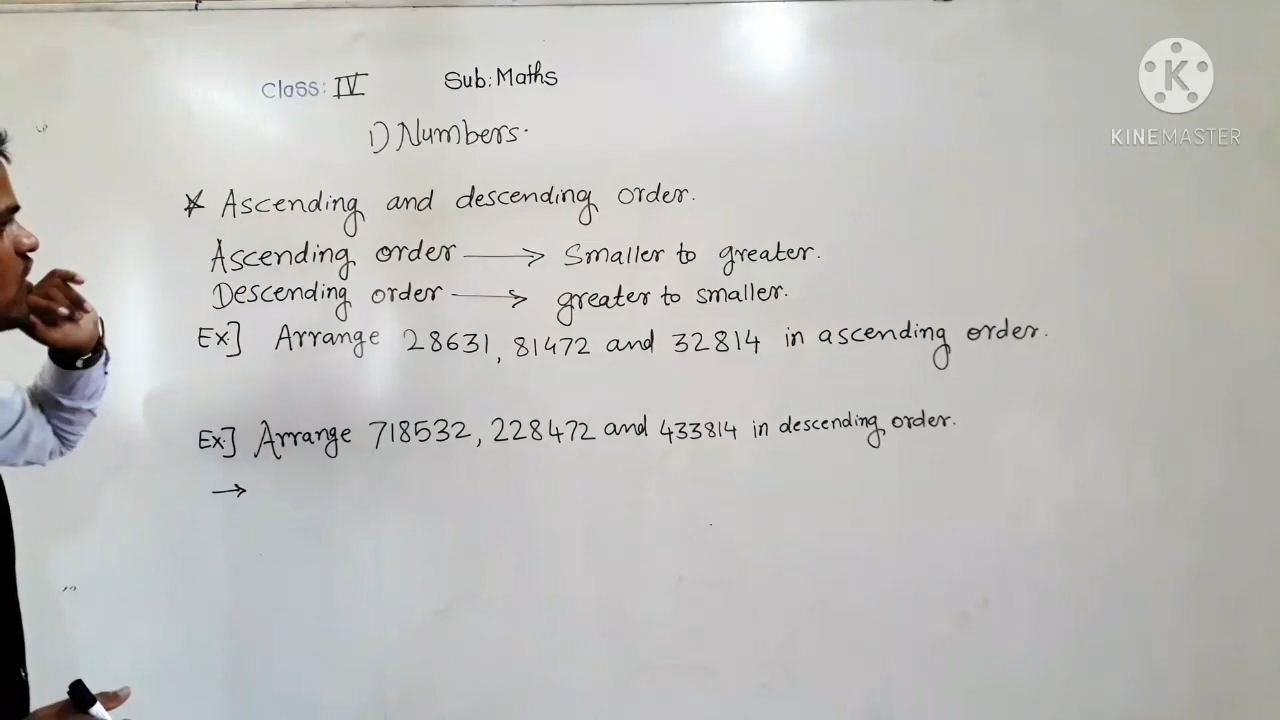 Class: IV Sub: Maths
1) Numbers.
* Ascending and descending order.
Ascending order → Smaller to greater.
Descending order → greater to smaller.
Ex] Arrange 28631, 81472 and 32814 in ascending order.
Ex] Arrange 718532, 228472 and 433814 in descending order.
→
K
KINEMASTER